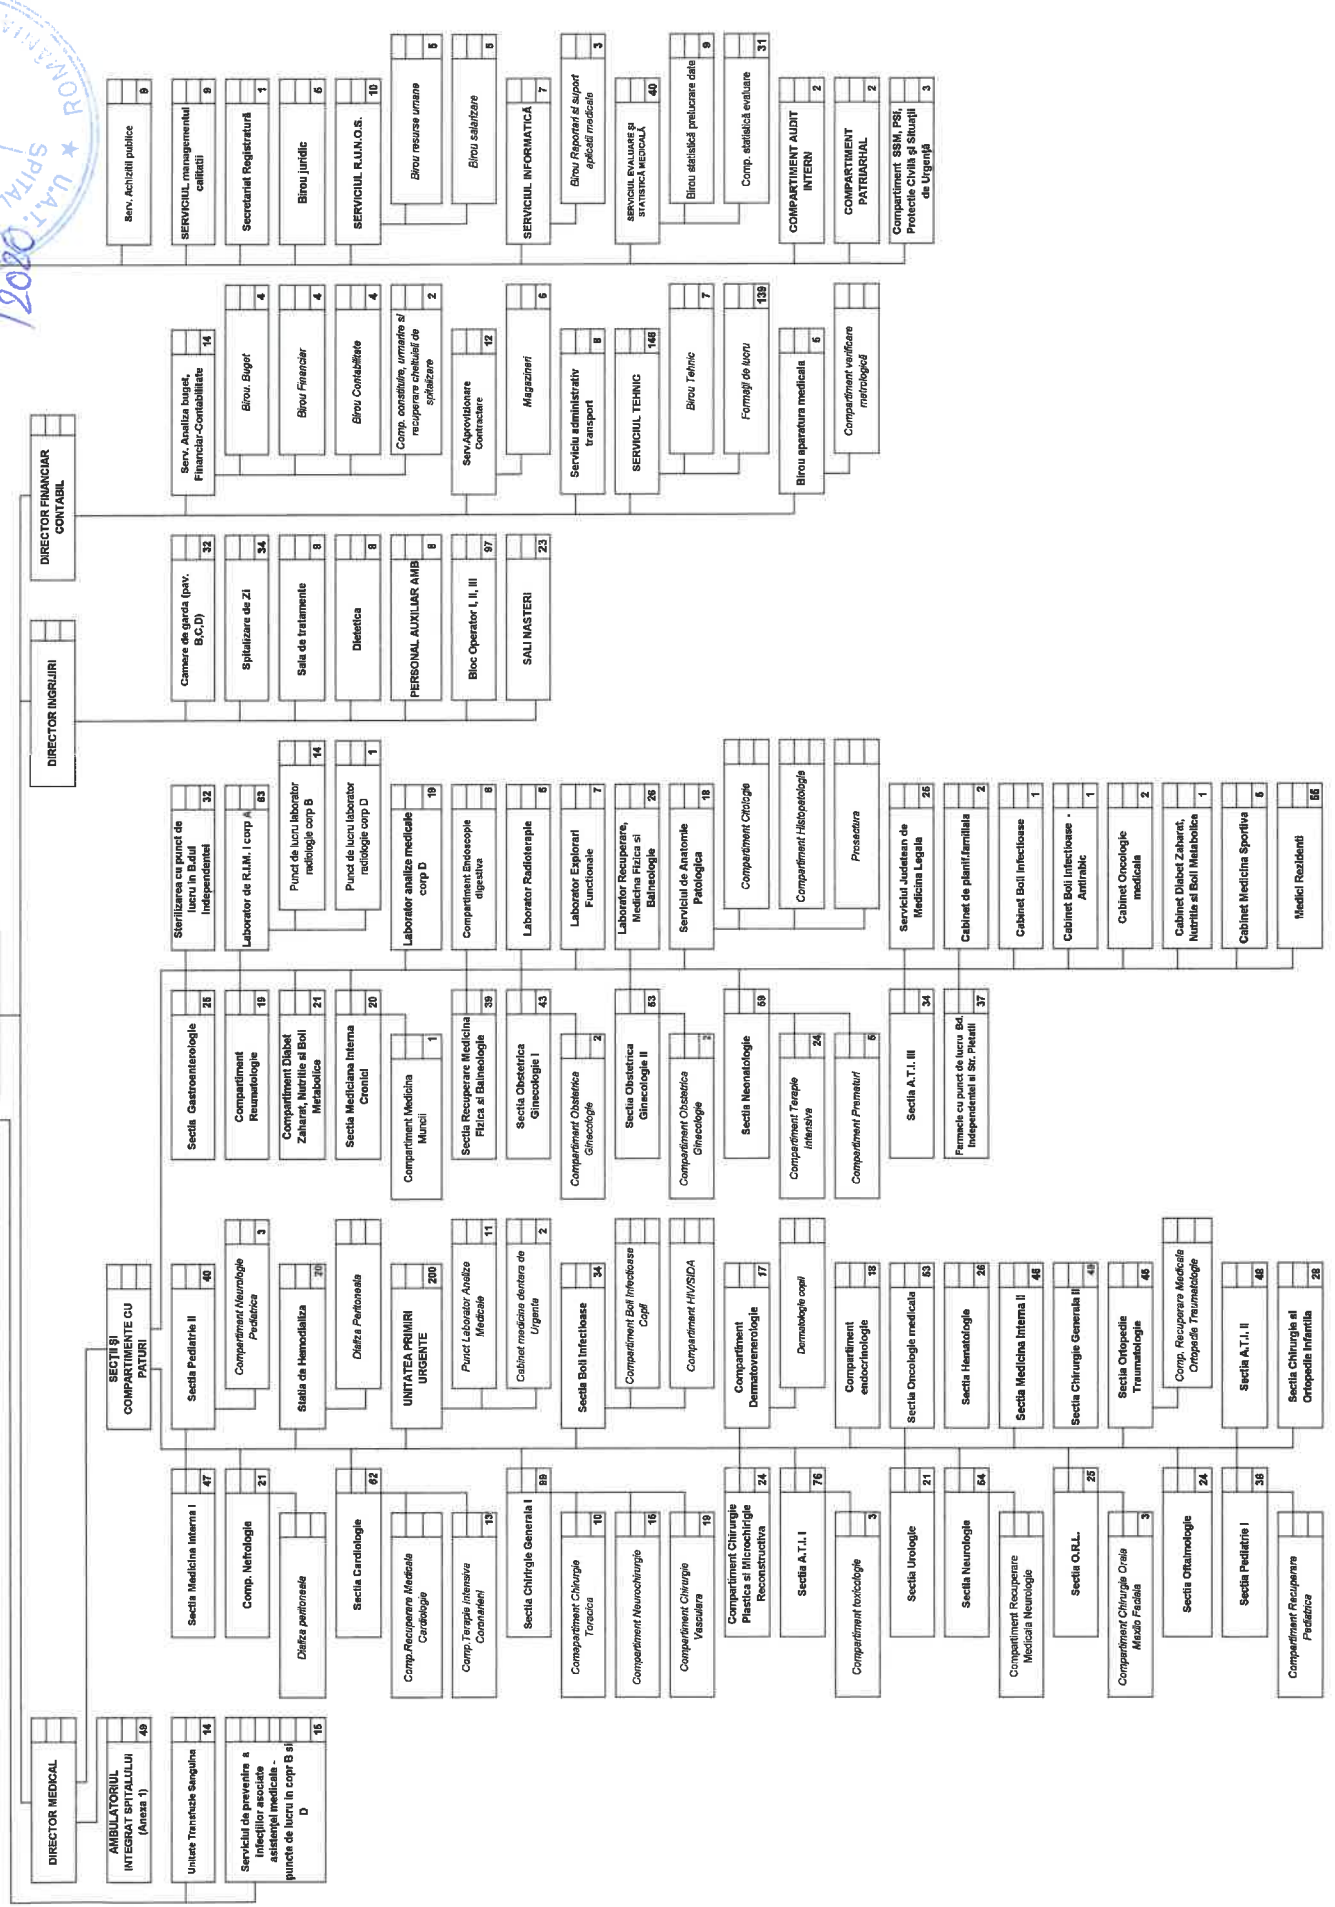 ROMÂNIA
★ U.A.T.
SPITAL
/2020
DIRECTOR MEDICAL
AMBULATORIUL
INTEGRAT SPITALULUI
(Anexa 1)
49
Unitate Transfuzie Sanguina
14
Serviciul de prevenire a
infecțiilor asociate
asistenței medicale -
puncte de lucru in copr B si
D
15
SECȚII ȘI
COMPARTIMENTE CU
PATURI
Sectia Medicina Interna I
47
Comp. Nefrologie
21
Dializa peritoneala
Sectia Cardiologie
62
Comp.Recuperare Medicala
Cardiologie
Comp.Terapie Intensiva
Coronarieni
13
Sectia Chirirgie Generala I
89
Comapartiment Chirurgie
Toracica
10
Compartiment Neurochirurgie
15
Compartiment Chirurgie
Vasculara
19
Compartiment Chirurgie
Plastica si Microchirigie
Reconstructiva
24
Sectia A.T.I. I
76
Compartiment toxicologie
3
Sectia Urologie
21
Sectia Neurologie
54
Compartiment Recuperare
Medicala Neurologie
Sectia O.R.L.
25
Compartiment Chirurgie Orala
Maxilo Faciala
3
Sectia Oftalmologie
24
Sectia Pediatrie I
36
Compartiment Recuperare
Pediatrica
Sectia Pediatrie II
40
Compartiment Neurologie
Pediatrica
3
Statia de Hemodializa
20
Dializa Peritoneala
UNITATEA PRIMIRI
URGENTE
200
Punct Laborator Analize
Medicale
11
Cabinet medicina dentara de
Urgenta
2
Sectia Boli Infectioase
34
Compartiment Boli Infectioase
Copii
Compartiment HIV/SIDA
Compartiment
Dermatovenerologie
17
Dermatologie copii
Compartiment
endocrinologie
18
Sectia Oncologie medicala
53
Sectia Hematologie
26
Sectia Medicina Interna II
46
Sectia Chirurgie Generala II
49
Sectia Ortopedie
Traumatologie
45
Comp. Recuperare Medicala
Ortopedie Traumatologie
Sectia A.T.I. II
48
Sectia Chirurgie si
Ortopedie Infantila
28
Sectia Gastroenterologie
25
Compartiment
Reumatologie
19
Compartiment Diabet
Zaharat, Nutritie si Boli
Metabolice
21
Sectia Mediciana Interna
Cronici
20
Compartiment Medicina
Muncii
1
Sectia Recuperare Medicina
Fizica si Balneologie
39
Sectia Obstetrica
Ginecologie I
43
Compartiment Obstetrica
Ginecologie
2
Sectia Obstetrica
Ginecologie II
53
Compartiment Obstetrica
Ginecologie
2
Sectia Neonatologie
59
Compartiment Terapie
Intensiva
24
Compartiment Prematuri
5
Sectia A.T.I. III
34
Farmacie cu punct de lucru Bd.
Independentei si Str. Pietatii
37
Sterilizarea cu punct de
lucru in B.dul
Independentei
32
Laborator de R.I.M. I corp A
63
Punct de lucru laborator
radiologie corp B
14
Punct de lucru laborator
radiologie corp D
1
Laborator analize medicale
corp D
19
Compartiment Endoscopie
digestiva
6
Laborator Radioterapie
5
Laborator Explorari
Functionale
7
Laborator Recuperare,
Medicina Fizica si
Balneologie
26
Serviciul de Anatomie
Patologica
18
Compartiment Citologie
Compartiment Histopatologie
Prosectura
Serviciul Judetean de
Medicina Legala
25
Cabinet de planif.familiala
2
Cabinet Boli Infectioase
1
Cabinet Boli Infectioase -
Antirabic
1
Cabinet Oncologie
medicala
2
Cabinet Diabet Zaharat,
Nutritie si Boli Metabolice
1
Cabinet Medicina Sportiva
5
Medici Rezidenti
55
DIRECTOR INGRIJIRI
Camere de garda (pav.
B,C,D)
32
Spitalizare de ZI
34
Sala de tratamente
8
Dietetica
8
PERSONAL AUXILIAR AMB
8
Bloc Operator I, II, III
97
SALI NASTERI
23
DIRECTOR FINANCIAR
CONTABIL
Serv. Analiza buget,
Financiar-Contabilitate
14
Birou. Buget
4
Birou Financiar
4
Birou Contabilitate
4
Comp. constituire, urmarire si
recuperare cheltuieli de
spitalizare
2
Serv.Aprovizionare
Contractare
12
Magazineri
6
Serviciu administrativ
transport
8
SERVICIUL TEHNIC
146
Birou Tehnic
7
Formaţii de lucru
139
Birou aparatura medicala
5
Compartiment verificare
metrologică
Serv. Achizitii publice
9
SERVICIUL managementul
calitatii
9
Secretariat Registratură
1
Birou juridic
5
SERVICIUL R.U.N.O.S.
10
Birou resurse umane
5
Birou salarizare
5
SERVICIUL INFORMATICĂ
7
Birou Raportari si suport
aplicatii medicale
3
SERVICIUL EVALUARE ȘI
STATISTICĂ MEDICALĂ
40
Birou statistică prelucrare date
9
Comp. statistică evaluare
31
COMPARTIMENT AUDIT
INTERN
2
COMPARTIMENT
PATRIARHAL
2
Compartiment SSM, PSI,
Protectie Civilă şi Situaţii
de Urgenţă
3